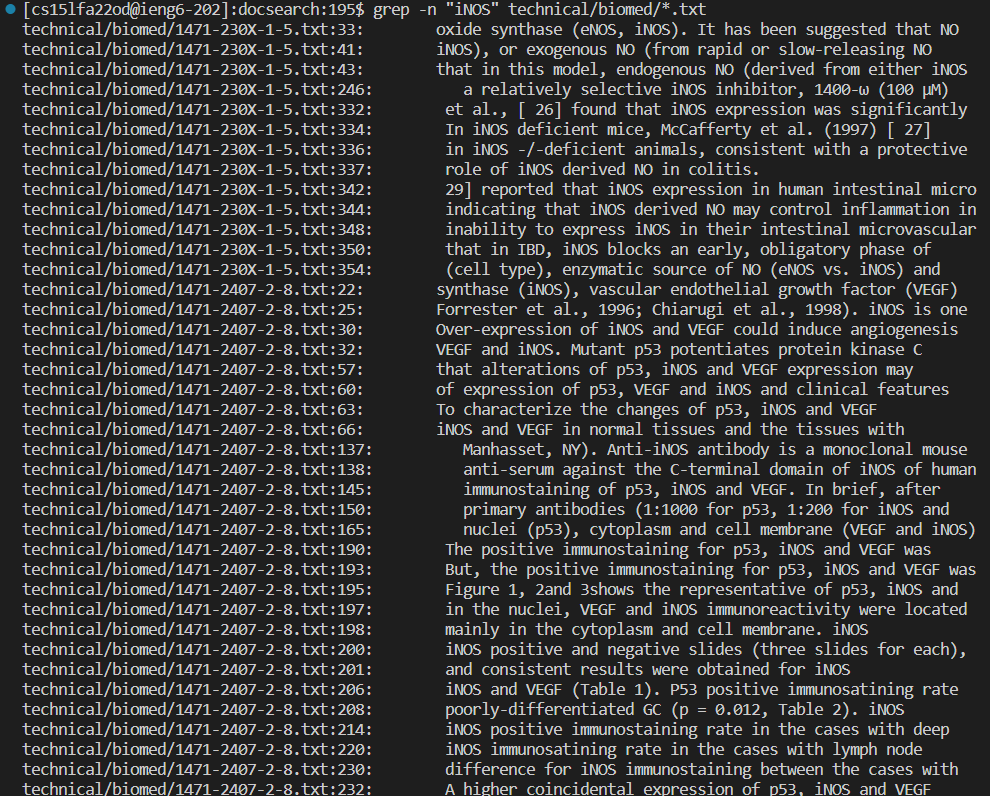 [cs15lfa22od@ieng6-202]:docsearch:195$ grep -n "iNOS" technical/biomed/*.txt
technical/biomed/1471-230X-1-5.txt:33:        oxide synthase (eNOS, iNOS). It has been suggested that NO
technical/biomed/1471-230X-1-5.txt:41:        iNOS), or exogenous NO (from rapid or slow-releasing NO
technical/biomed/1471-230X-1-5.txt:43:        that in this model, endogenous NO (derived from either iNOS
technical/biomed/1471-230X-1-5.txt:246:          a relatively selective iNOS inhibitor, 1400-ω (100 μM)
technical/biomed/1471-230X-1-5.txt:332:        et al., [ 26] found that iNOS expression was significantly
technical/biomed/1471-230X-1-5.txt:334:        In iNOS deficient mice, McCafferty et al. (1997) [ 27]
technical/biomed/1471-230X-1-5.txt:336:        in iNOS -/-deficient animals, consistent with a protective
technical/biomed/1471-230X-1-5.txt:337:        role of iNOS derived NO in colitis.
technical/biomed/1471-230X-1-5.txt:342:        29] reported that iNOS expression in human intestinal micro
technical/biomed/1471-230X-1-5.txt:344:        indicating that iNOS derived NO may control inflammation in
technical/biomed/1471-230X-1-5.txt:348:        inability to express iNOS in their intestinal microvascular
technical/biomed/1471-230X-1-5.txt:350:        that in IBD, iNOS blocks an early, obligatory phase of
technical/biomed/1471-230X-1-5.txt:354:        (cell type), enzymatic source of NO (eNOS vs. iNOS) and
technical/biomed/1471-2407-2-8.txt:22:        synthase (iNOS), vascular endothelial growth factor (VEGF)
technical/biomed/1471-2407-2-8.txt:25:        Forrester et al., 1996; Chiarugi et al., 1998). iNOS is one
technical/biomed/1471-2407-2-8.txt:30:        Over-expression of iNOS and VEGF could induce angiogenesis
technical/biomed/1471-2407-2-8.txt:32:        VEGF and iNOS. Mutant p53 potentiates protein kinase C
technical/biomed/1471-2407-2-8.txt:57:        that alterations of p53, iNOS and VEGF expression may
technical/biomed/1471-2407-2-8.txt:60:        of expression of p53, VEGF and iNOS and clinical features
technical/biomed/1471-2407-2-8.txt:63:        To characterize the changes of p53, iNOS and VEGF
technical/biomed/1471-2407-2-8.txt:66:        iNOS and VEGF in normal tissues and the tissues with
technical/biomed/1471-2407-2-8.txt:137:          Manhasset, NY). Anti-iNOS antibody is a monoclonal mouse
technical/biomed/1471-2407-2-8.txt:138:          anti-serum against the C-terminal domain of iNOS of human
technical/biomed/1471-2407-2-8.txt:145:          immunostaining of p53, iNOS and VEGF. In brief, after
technical/biomed/1471-2407-2-8.txt:150:          primary antibodies (1:1000 for p53, 1:200 for iNOS and
technical/biomed/1471-2407-2-8.txt:165:          nuclei (p53), cytoplasm and cell membrane (VEGF and iNOS)
technical/biomed/1471-2407-2-8.txt:190:        The positive immunostaining for p53, iNOS and VEGF was
technical/biomed/1471-2407-2-8.txt:193:        But, the positive immunostaining for p53, iNOS and VEGF was
technical/biomed/1471-2407-2-8.txt:195:        Figure 1, 2and 3shows the representative of p53, iNOS and
technical/biomed/1471-2407-2-8.txt:197:        in the nuclei, VEGF and iNOS immunoreactivity were located
technical/biomed/1471-2407-2-8.txt:198:        mainly in the cytoplasm and cell membrane. iNOS
technical/biomed/1471-2407-2-8.txt:200:        iNOS positive and negative slides (three slides for each),
technical/biomed/1471-2407-2-8.txt:201:        and consistent results were obtained for iNOS
technical/biomed/1471-2407-2-8.txt:206:        iNOS and VEGF (Table 1). P53 positive immunosatining rate
technical/biomed/1471-2407-2-8.txt:208:        poorly-differentiated GC (p = 0.012, Table 2). iNOS
technical/biomed/1471-2407-2-8.txt:214:        iNOS positive immunostaining rate in the cases with deep
technical/biomed/1471-2407-2-8.txt:220:        iNOS immunosatining rate in the cases with lymph node
technical/biomed/1471-2407-2-8.txt:230:        difference for iNOS immunostaining between the cases with
technical/biomed/1471-2407-2-8.txt:232:        A higher coincidental expression of p53, iNOS and VEGF